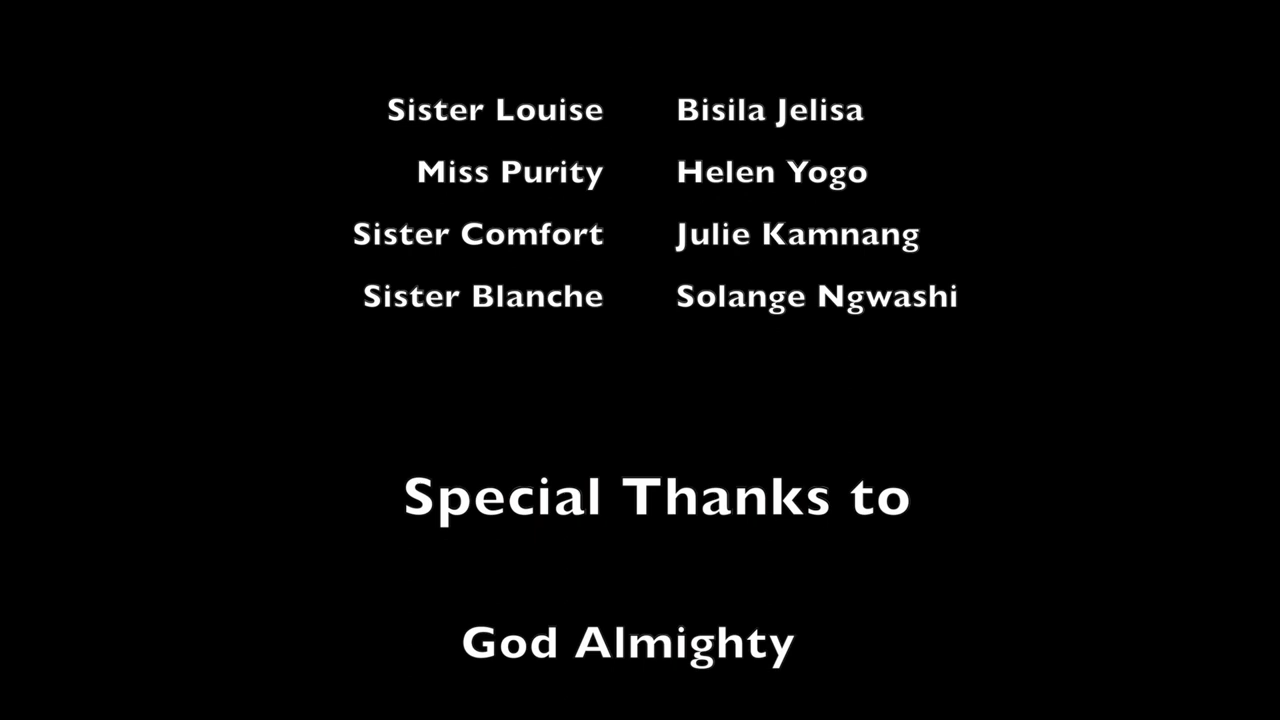 Sister Louise Bisila Jelisa
Miss Purity Helen Yogo
Sister Comfort Julie Kamnang
Sister Blanche Solange Ngwashi
Special Thanks to
God Almighty